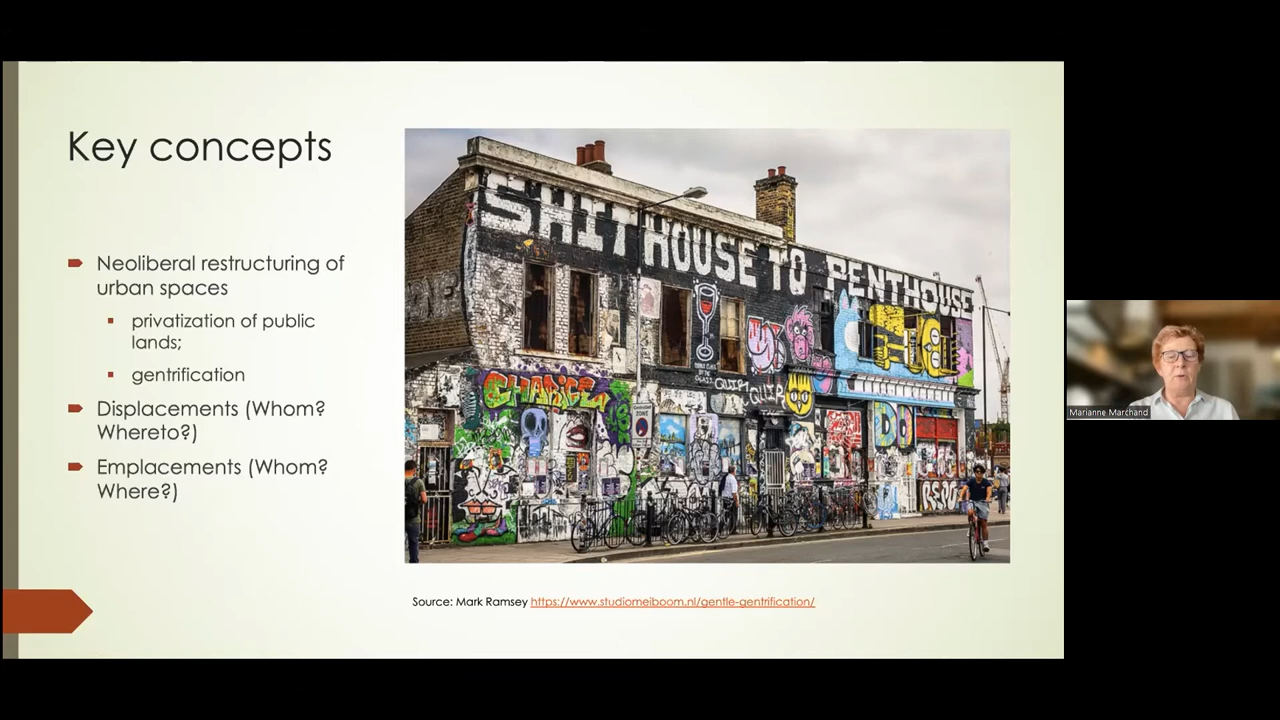 Key concepts
Neoliberal restructuring of
urban spaces
privatization of public
lands;
gentrification
Displacements (Whom?
Whereto?)
Emplacements (Whom?
Where?)
SHITHOUSE TO PENTHOUSE
CHANGE
Source: Mark Ramsey https://www.studiomeiboom.nl/gentle-gentrification/
Marianne Marchand